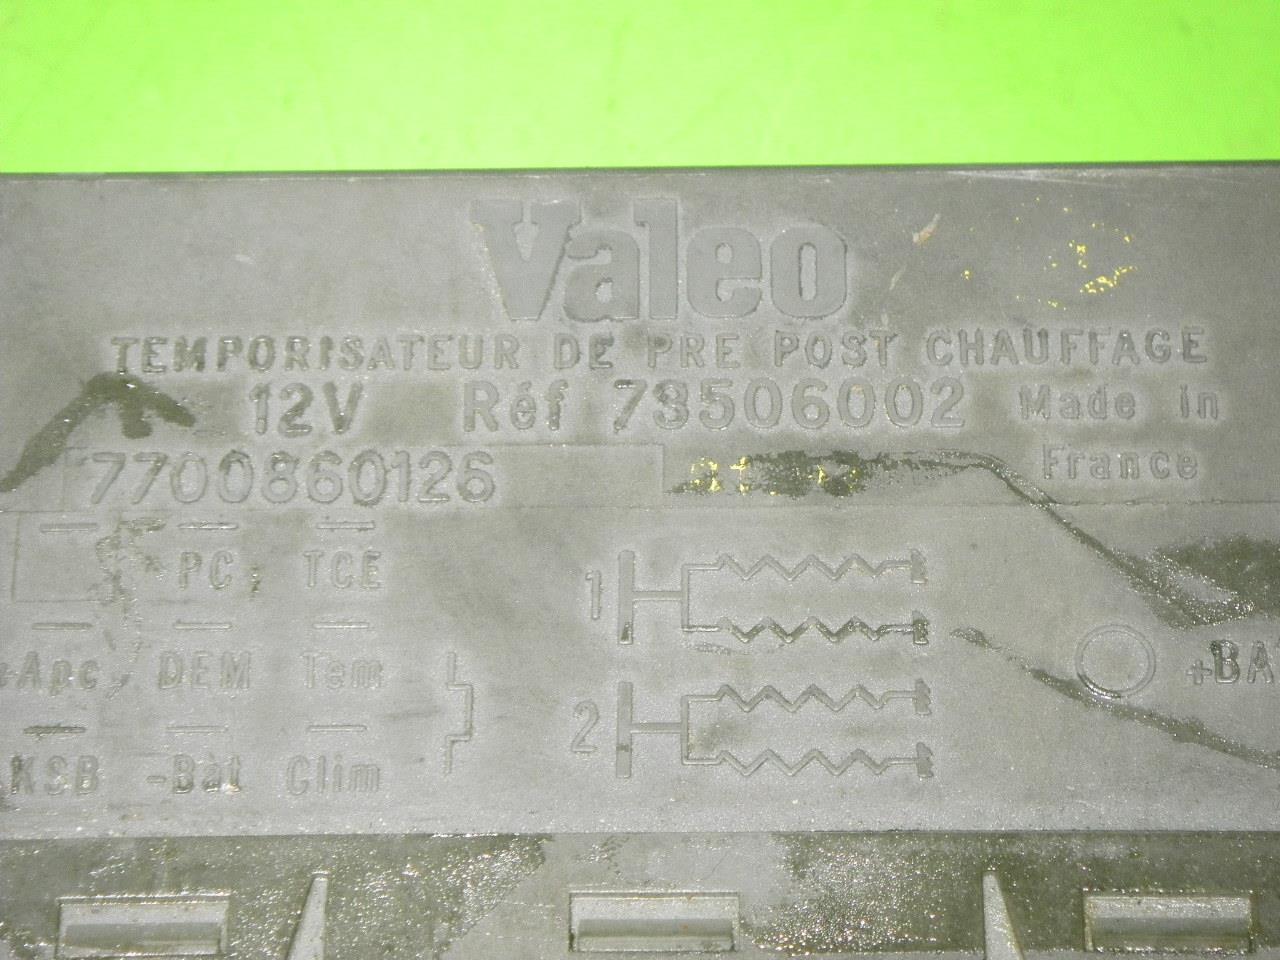 Valeo
TEMPORISATEUR DE PRE POST CHAUFFAGE
12V Réf 73506002 Made in
7700860126 France
PC TCE
1
+Apc DEM Tem
+BAT
2
KSB -Bat Clim